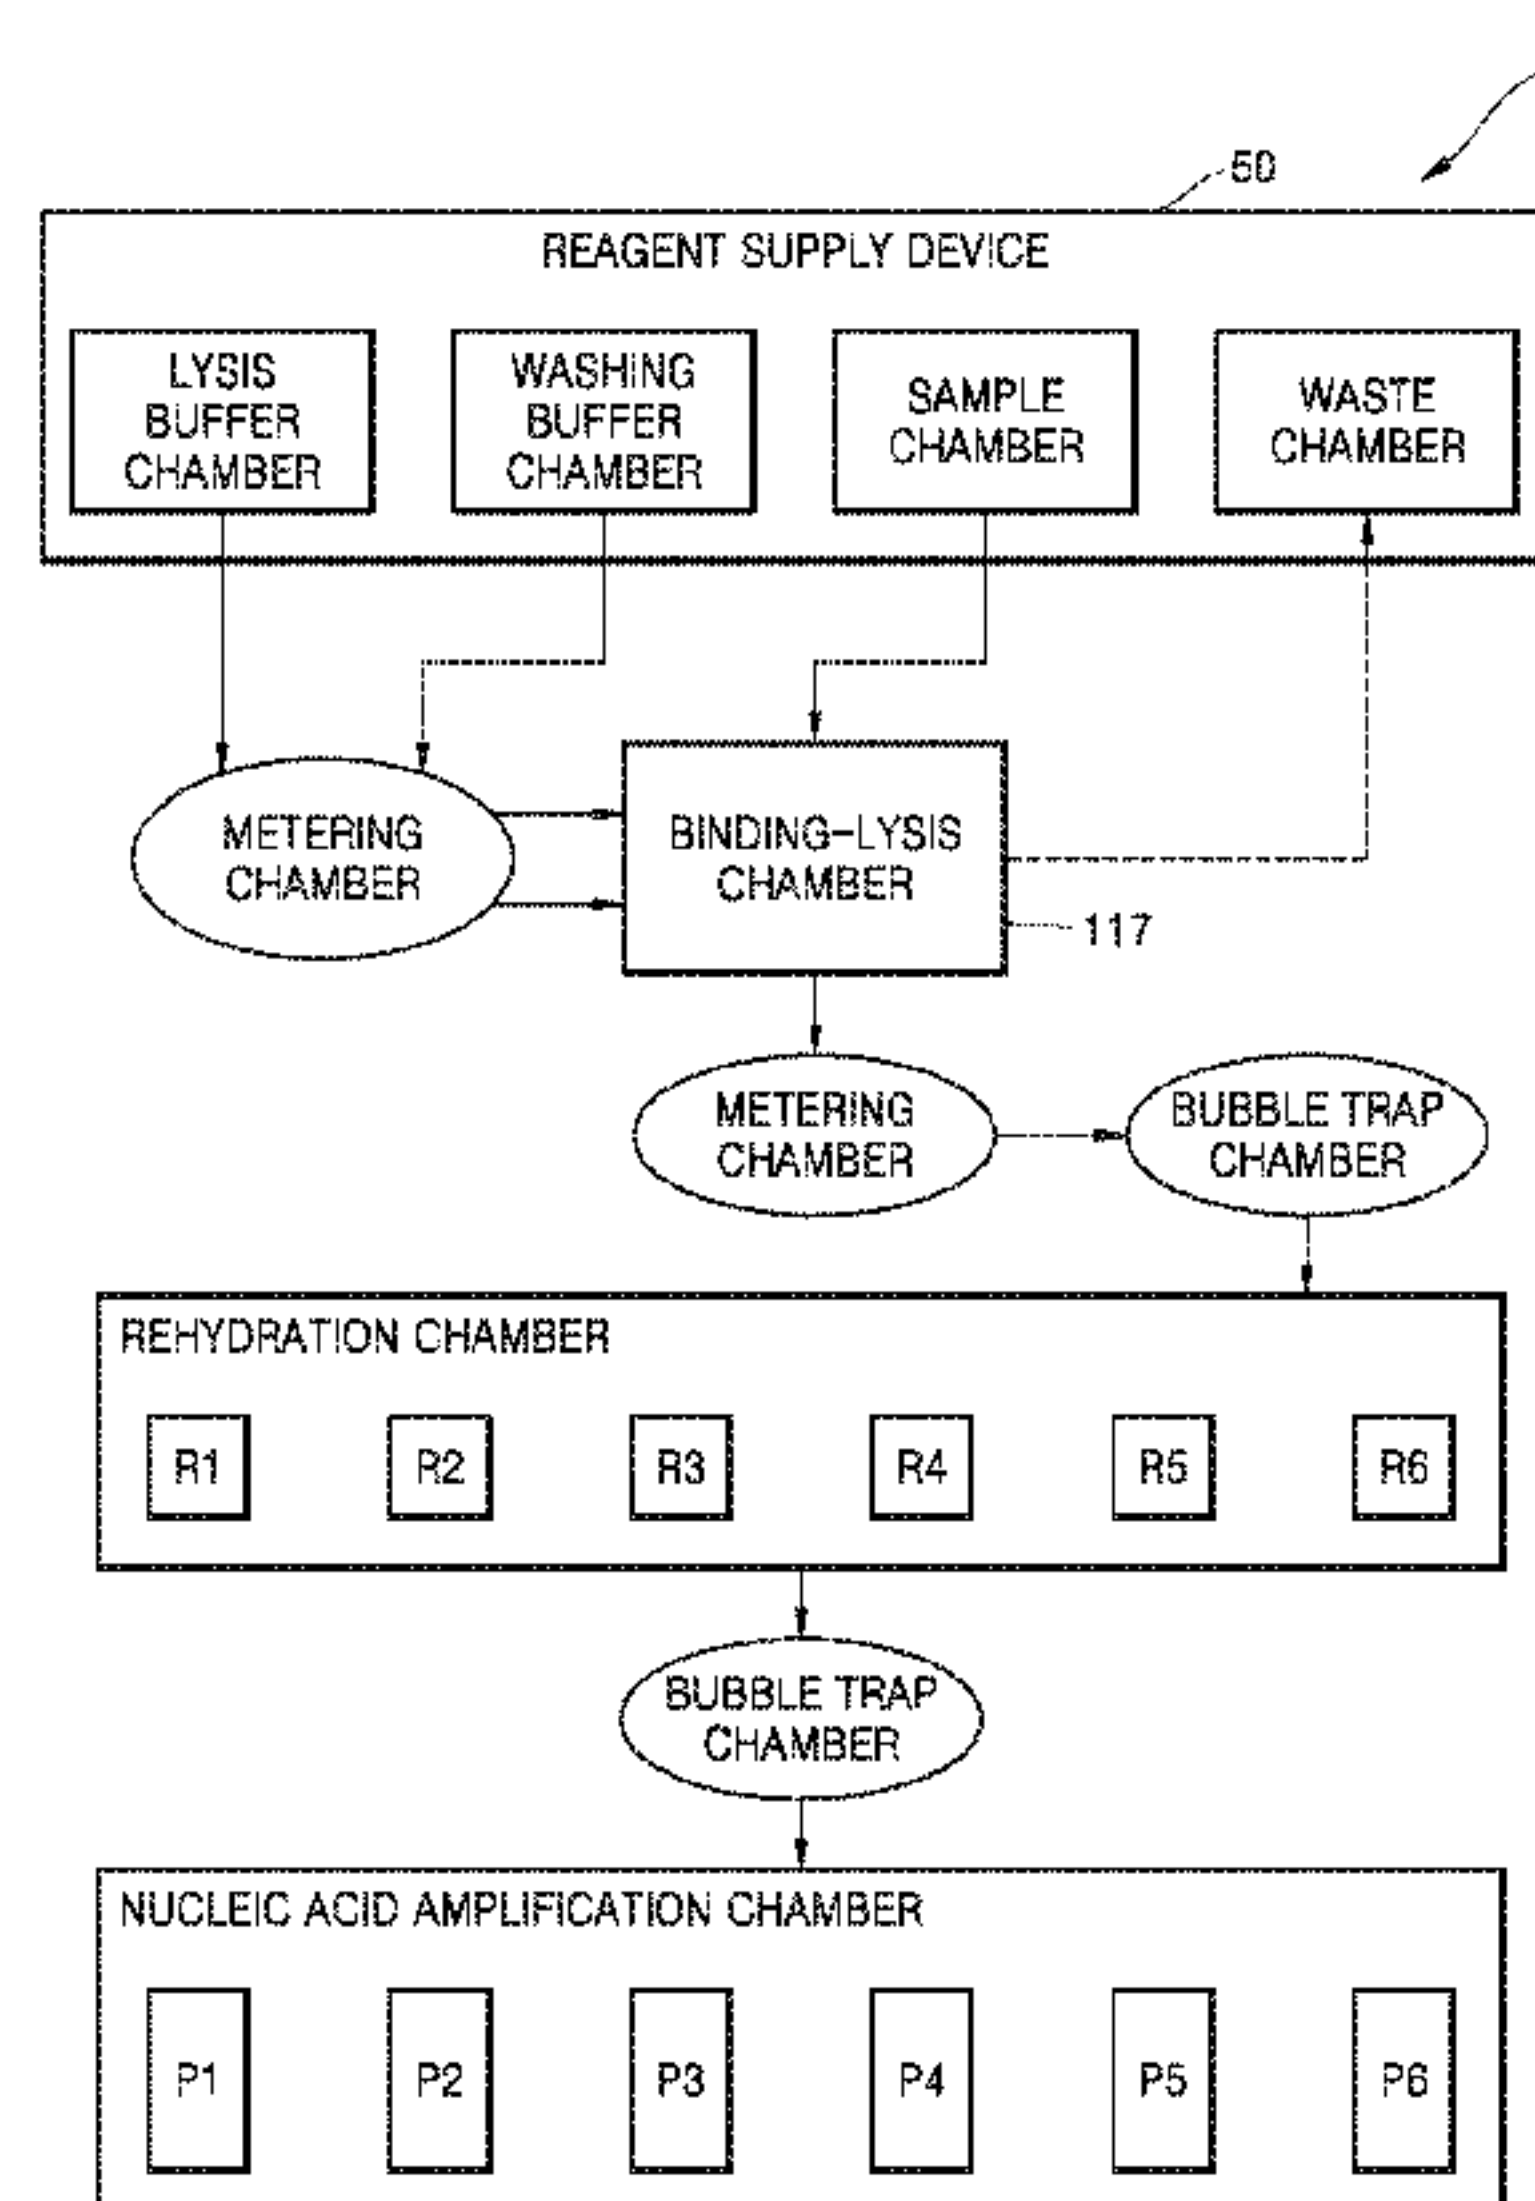 50
REAGENT SUPPLY DEVICE
LYSIS
BUFFER
CHAMBER
WASHING
BUFFER
CHAMBER
SAMPLE
CHAMBER
WASTE
CHAMBER
METERING
CHAMBER
BINDING-LYSIS
CHAMBER
117
METERING
CHAMBER
BUBBLE TRAP
CHAMBER
REHYDRATION CHAMBER
R1 R2 R3 R4 R5 R6
BUBBLE TRAP
CHAMBER
NUCLEIC ACID AMPLIFICATION CHAMBER
P1 P2 P3 P4 P5 P6